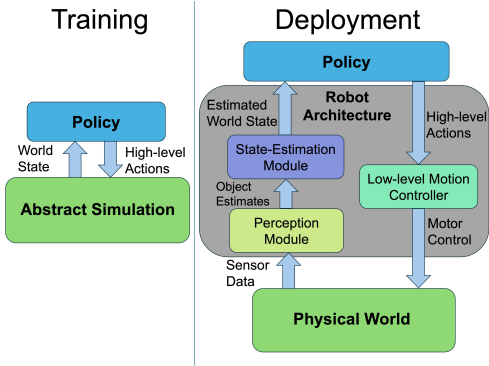 Training
Policy
World
State
High-level
Actions
Abstract Simulation
Deployment
Policy
Robot
Architecture
Estimated
World State
High-level
Actions
State-Estimation
Module
Low-level Motion
Controller
Object
Estimates
Perception
Module
Motor
Control
Sensor
Data
Physical World